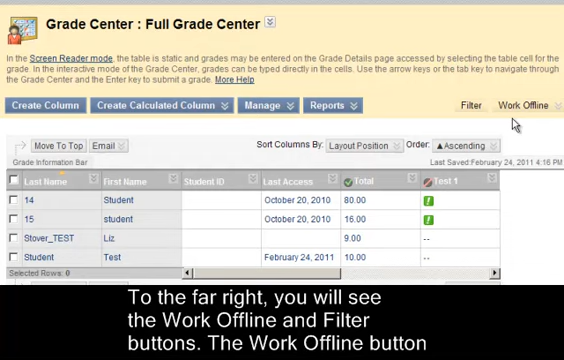 Grade Center : Full Grade Center
In the Screen Reader mode, the table is static and grades may be entered on the Grade Details page accessed by selecting the table cell for the
grade. In the interactive mode of the Grade Center, grades can be typed directly in the cells. Use the arrow keys or the tab key to navigate through
the Grade Center and the Enter key to submit a grade. More Help
Create Column Create Calculated Column Manage Reports Filter Work Offline
Move To Top Email Sort Columns By: Layout Position Order: ▲Ascending
Grade Information Bar Last Saved:February 24, 2011 4:16 PM
Last Name First Name Student ID Last Access Total Test 1
14 Student October 20, 2010 80.00
15 student October 20, 2010 16.00
Stover_TEST Liz 9.00 --
Student Test February 24, 2011 10.00 --
Selected Rows: 0
To the far right, you will see
the Work Offline and Filter
buttons. The Work Offline button